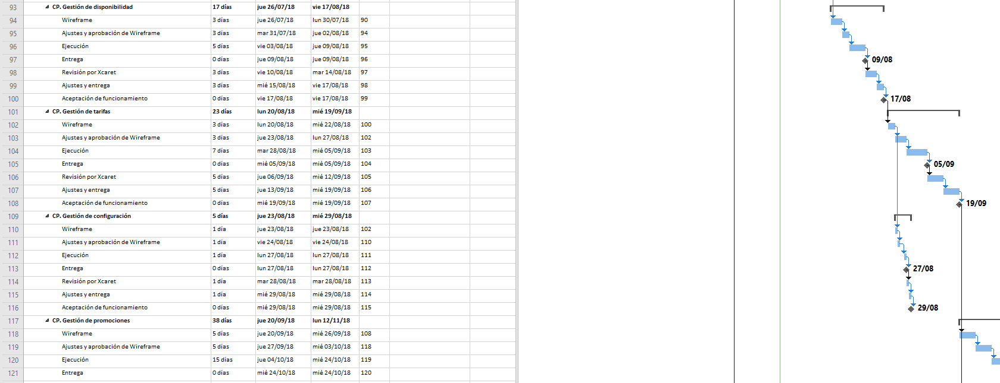 93 CP. Gestión de disponibilidad 17 días jue 26/07/18 vie 17/08/18
94 Wireframe 3 días jue 26/07/18 lun 30/07/18 90
95 Ajustes y aprobación de Wireframe 3 días mar 31/07/18 jue 02/08/18 94
96 Ejecución 5 días vie 03/08/18 jue 09/08/18 95
97 Entrega 0 días jue 09/08/18 jue 09/08/18 96 09/08
98 Revisión por Xcaret 3 días vie 10/08/18 mar 14/08/18 97
99 Ajustes y entrega 3 días mié 15/08/18 vie 17/08/18 98
100 Aceptación de funcionamiento 0 días vie 17/08/18 vie 17/08/18 99 17/08
101 CP. Gestión de tarifas 23 días lun 20/08/18 mié 19/09/18
102 Wireframe 3 días lun 20/08/18 mié 22/08/18 100
103 Ajustes y aprobación de Wireframe 3 días jue 23/08/18 lun 27/08/18 102
104 Ejecución 7 días mar 28/08/18 mié 05/09/18 103
105 Entrega 0 días mié 05/09/18 mié 05/09/18 104 05/09
106 Revisión por Xcaret 5 días jue 06/09/18 mié 12/09/18 105
107 Ajustes y entrega 5 días jue 13/09/18 mié 19/09/18 106
108 Aceptación de funcionamiento 0 días mié 19/09/18 mié 19/09/18 107 19/09
109 CP. Gestión de configuración 5 días jue 23/08/18 mié 29/08/18
110 Wireframe 1 día jue 23/08/18 jue 23/08/18 102
111 Ajustes y aprobación de Wireframe 1 día vie 24/08/18 vie 24/08/18 110
112 Ejecución 1 día lun 27/08/18 lun 27/08/18 111
113 Entrega 0 días lun 27/08/18 lun 27/08/18 112 27/08
114 Revisión por Xcaret 1 día mar 28/08/18 mar 28/08/18 113
115 Ajustes y entrega 1 día mié 29/08/18 mié 29/08/18 114
116 Aceptación de funcionamiento 0 días mié 29/08/18 mié 29/08/18 115 29/08
117 CP. Gestión de promociones 38 días jue 20/09/18 lun 12/11/18
118 Wireframe 5 días jue 20/09/18 mié 26/09/18 108
119 Ajustes y aprobación de Wireframe 5 días jue 27/09/18 mié 03/10/18 118
120 Ejecución 15 días jue 04/10/18 mié 24/10/18 119
121 Entrega 0 días mié 24/10/18 mié 24/10/18 120